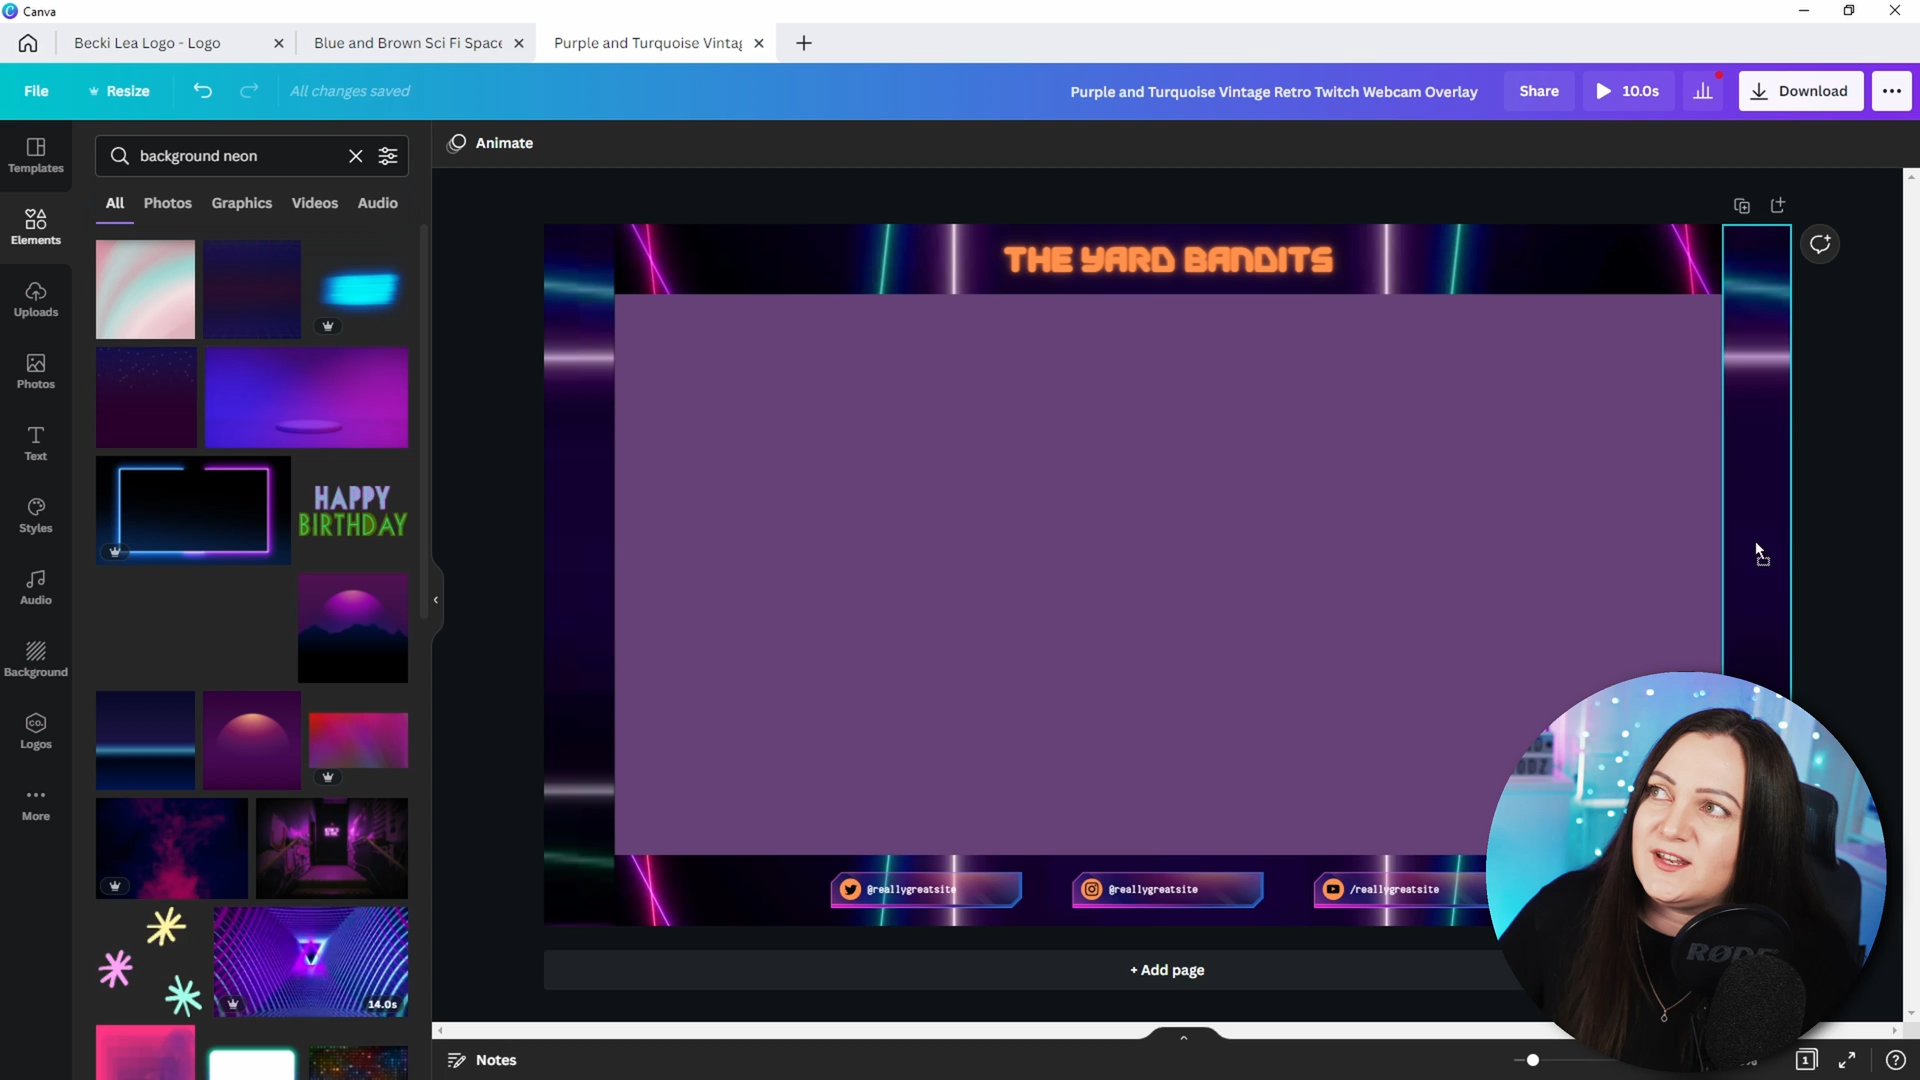 Canva
Becki Lea Logo - Logo
Blue and Brown Sci Fi Space
Purple and Turquoise Vintag
File
Resize
All changes saved
Purple and Turquoise Vintage Retro Twitch Webcam Overlay
Share
10.0s
Download
Templates
background neon
Animate
All
Photos
Graphics
Videos
Audio
Elements
Uploads
Photos
Text
Styles
Audio
Background
Logos
CO.
More
HAPPY
BIRTHDAY
14.0s
THE YARD BANDITS
@reallygreatsite
@reallygreatsite
/reallygreatsite
+ Add page
RØDE
Notes
1